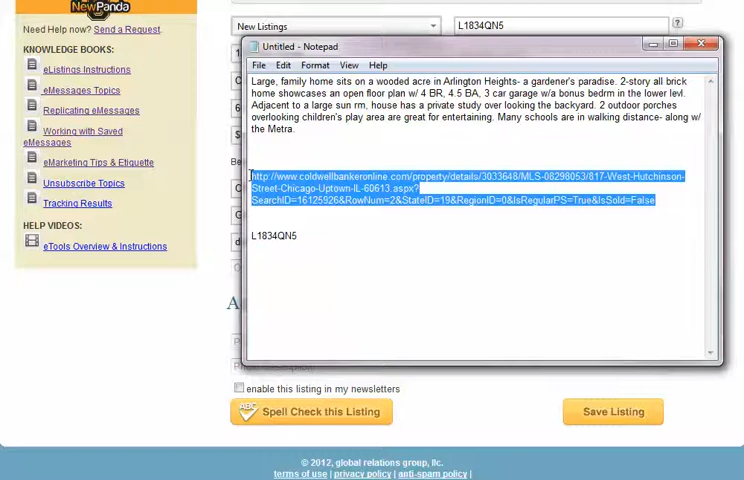 NewPanda
Need Help now? Send a Request.
KNOWLEDGE BOOKS:
eListings Instructions
eMessages Topics
Replicating eMessages
Working with Saved
eMessages
eMarketing Tips & Etiquette
Unsubscribe Topics
Tracking Results
HELP VIDEOS:
eTools Overview & Instructions
New Listings
L1834QN5
?
Untitled - Notepad
File Edit Format View Help
Large, family home sits on a wooded acre in Arlington Heights- a gardener's paradise. 2-story all brick
home showcases an open floor plan w/ 4 BR, 4.5 BA, 3 car garage w/a bonus bedrm in the lower levl.
Adjacent to a large sun rm, house has a private study over looking the backyard. 2 outdoor porches
overlooking children's play area are great for entertaining. Many schools are in walking distance- along w/
the Metra.
http://www.coldwellbankeronline.com/property/details/3033648/MLS-08298053/817-West-Hutchinson-
Street-Chicago-Uptown-IL-60613.aspx?
SearchID=16125926&RowNum=2&StateID=19&RegionID=0&IsRegularPS=True&IsSold=False
L1834QN5
enable this listing in my newsletters
ABC
Spell Check this Listing
Save Listing
© 2012, global relations group, llc.
terms of use | privacy policy | anti-spam policy |